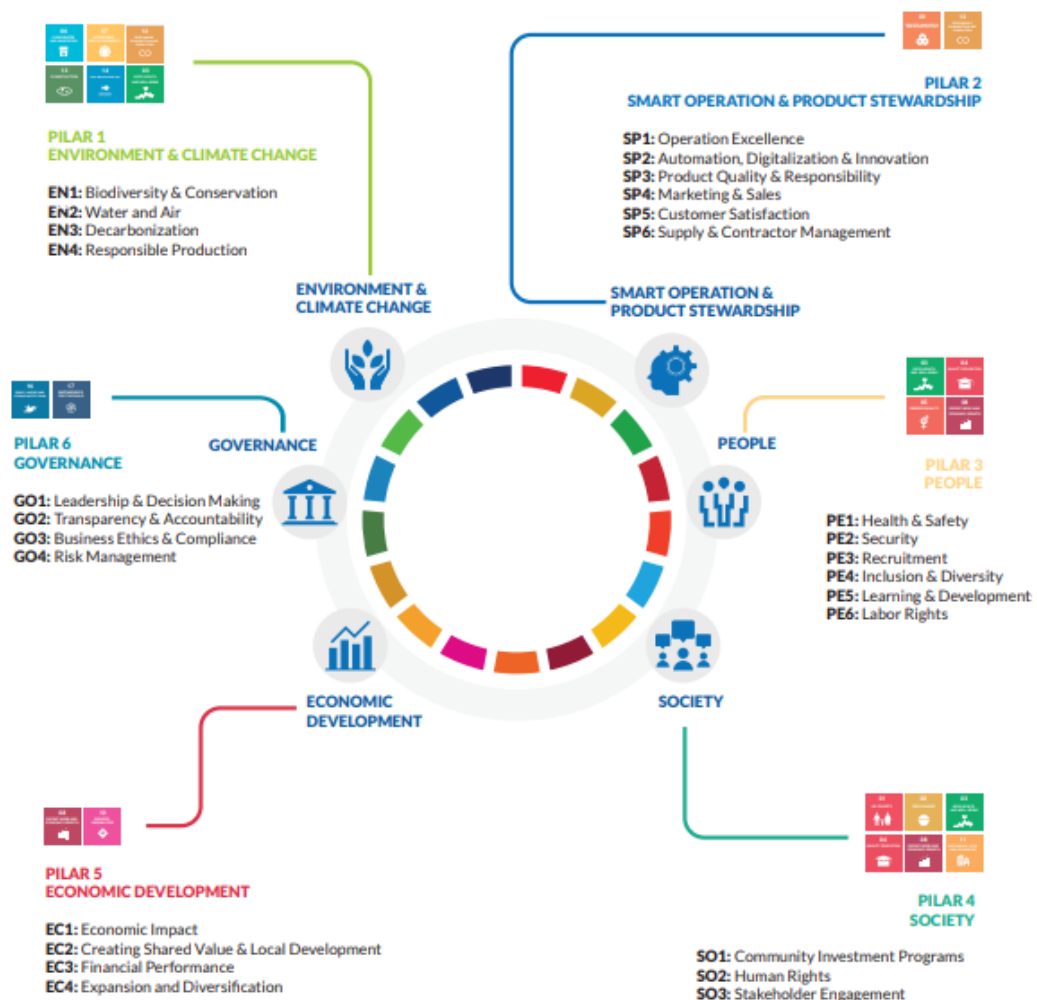 PILAR 1
ENVIRONMENT & CLIMATE CHANGE
EN1: Biodiversity & Conservation
EN2: Water and Air
EN3: Decarbonization
EN4: Responsible Production
PILAR 2
SMART OPERATION & PRODUCT STEWARDSHIP
SP1: Operation Excellence
SP2: Automation, Digitalization & Innovation
SP3: Product Quality & Responsibility
SP4: Marketing & Sales
SP5: Customer Satisfaction
SP6: Supply & Contractor Management
ENVIRONMENT &
CLIMATE CHANGE
SMART OPERATION &
PRODUCT STEWARDSHIP
PILAR 6
GOVERNANCE
GO1: Leadership & Decision Making
GO2: Transparency & Accountability
GO3: Business Ethics & Compliance
GO4: Risk Management
GOVERNANCE
PEOPLE
PILAR 3
PEOPLE
PE1: Health & Safety
PE2: Security
PE3: Recruitment
PE4: Inclusion & Diversity
PE5: Learning & Development
PE6: Labor Rights
ECONOMIC
DEVELOPMENT
SOCIETY
PILAR 5
ECONOMIC DEVELOPMENT
EC1: Economic Impact
EC2: Creating Shared Value & Local Development
EC3: Financial Performance
EC4: Expansion and Diversification
PILAR 4
SOCIETY
SO1: Community Investment Programs
SO2: Human Rights
SO3: Stakeholder Engagement